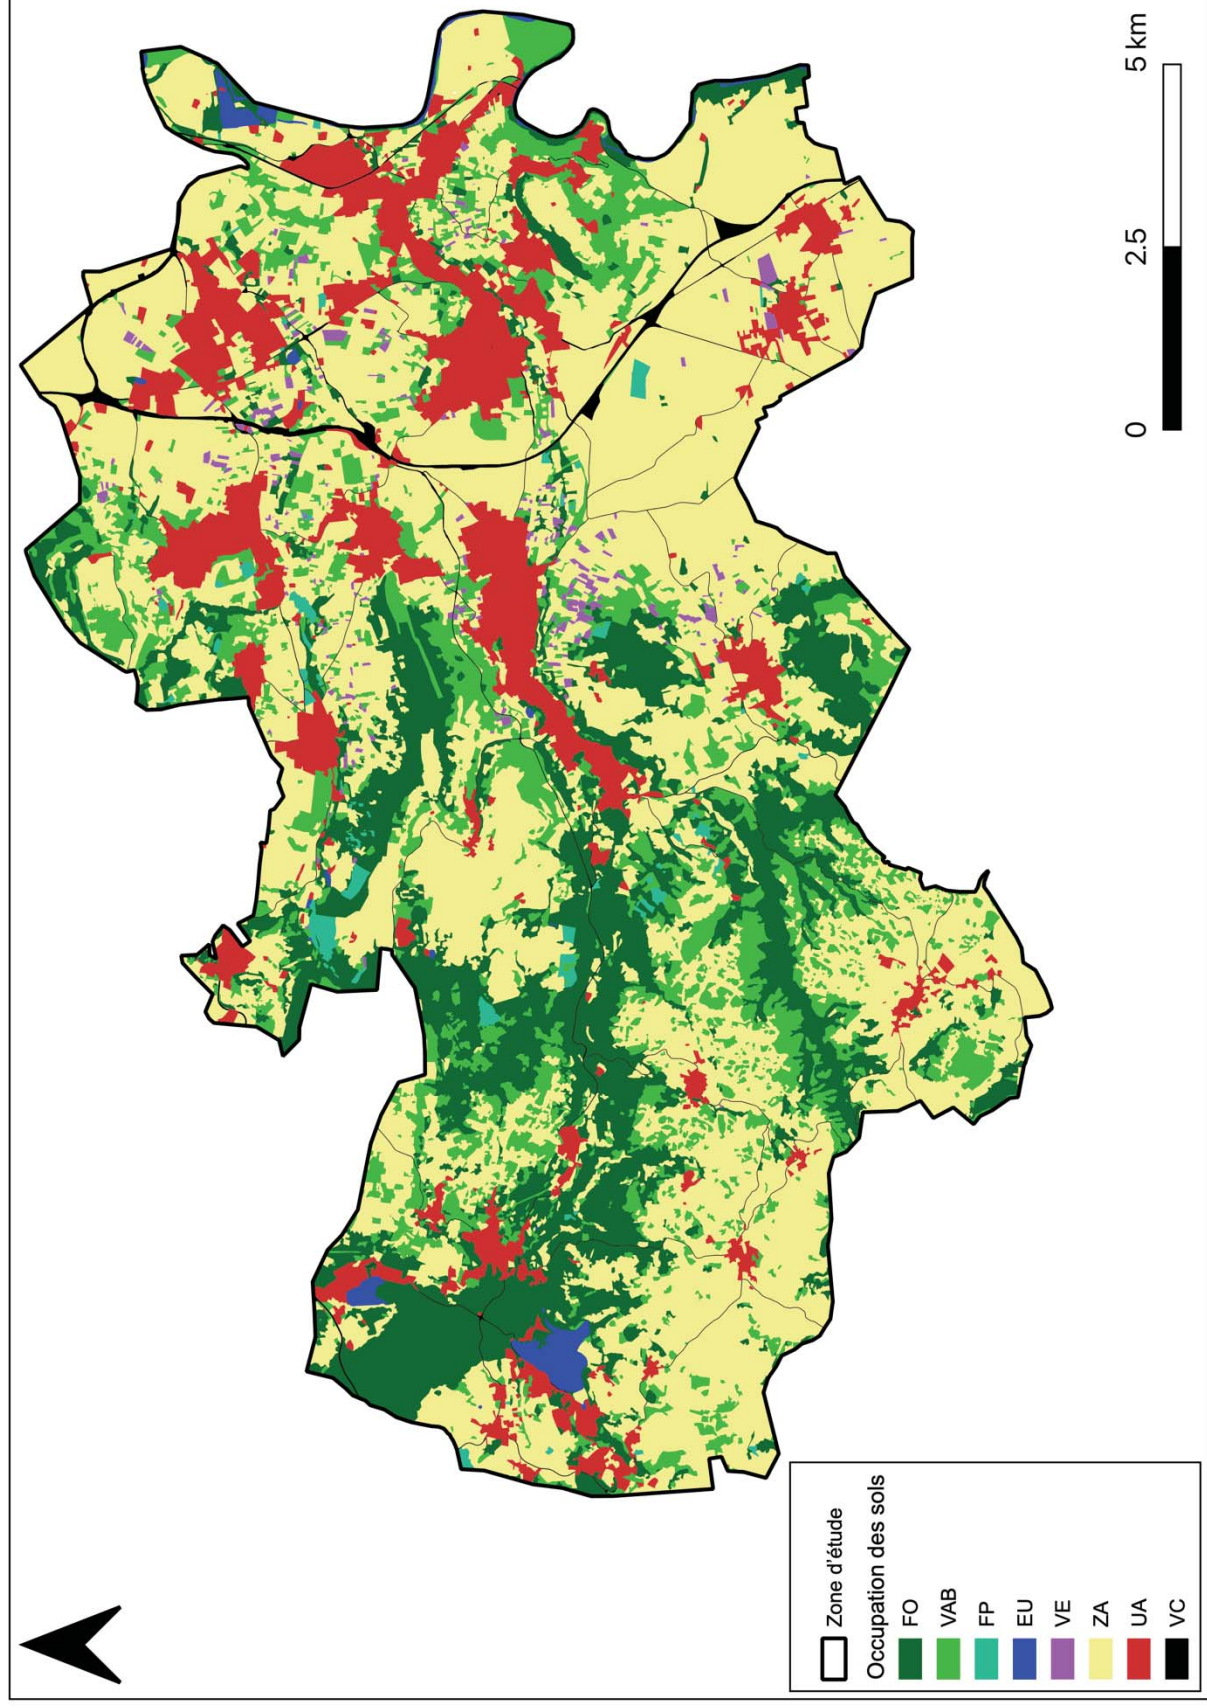 Zone d'étude
Occupation des sols
FO
VAB
FP
EU
VE
ZA
UA
VC
0 2.5 5 km